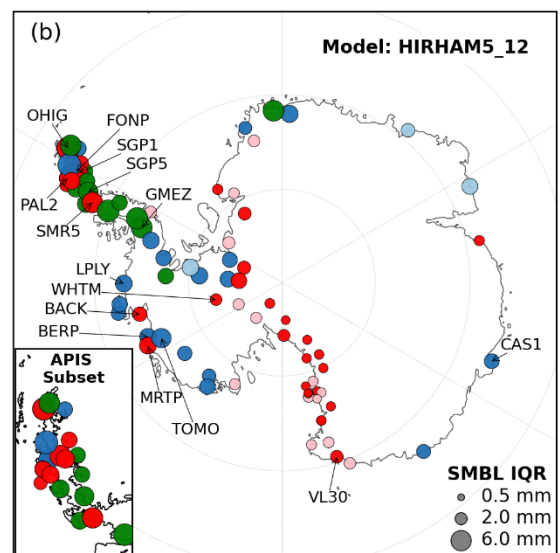 (b)
Model: HIRHAM5_12
OHIG
FONP
SGP1
SGP5
PAL2
GMEZ
SMR5
LPLY
WHTM
BACK
BERP
CAS1
APIS
Subset
MRTP
TOMO
VL30
SMBL IQR
0.5 mm
2.0 mm
6.0 mm